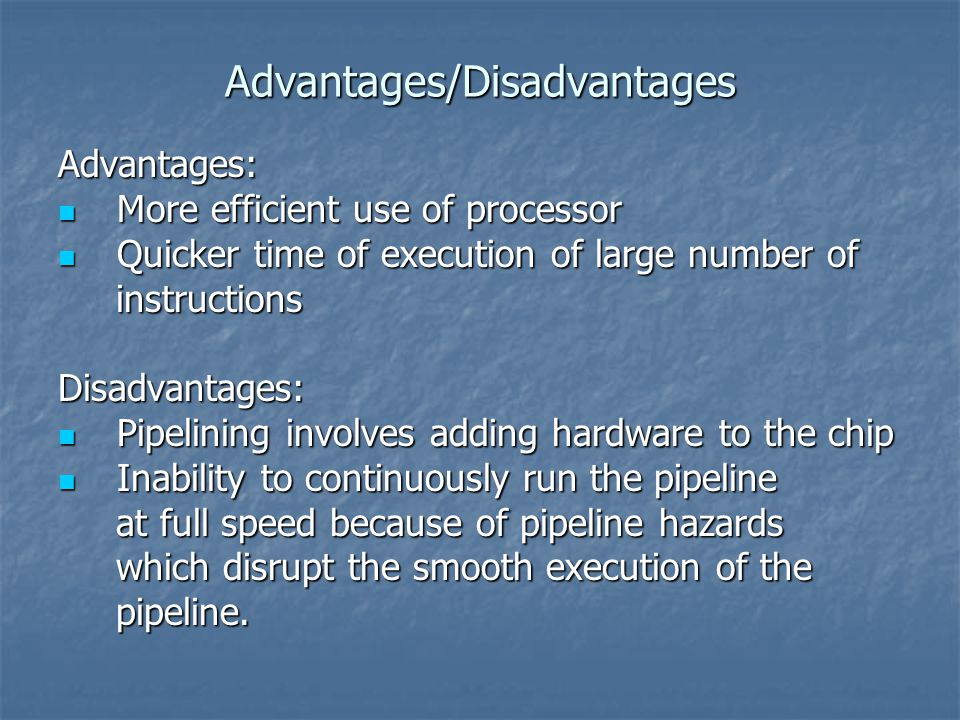 Advantages/Disadvantages
Advantages:
More efficient use of processor
Quicker time of execution of large number of
instructions
Disadvantages:
Pipelining involves adding hardware to the chip
Inability to continuously run the pipeline
at full speed because of pipeline hazards
which disrupt the smooth execution of the
pipeline.